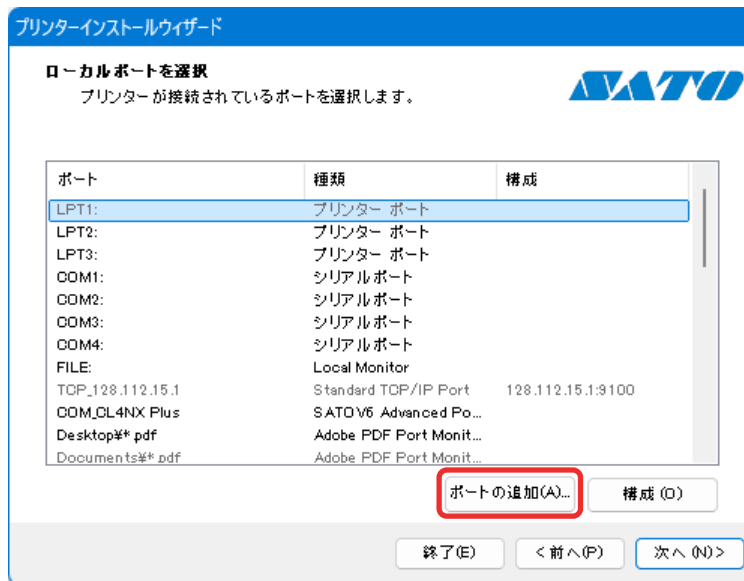 プリンターインストールウィザード
ローカルポートを選択
プリンターが接続されているポートを選択します。
SATO
ポート 種類 構成
LPT1: プリンター ポート
LPT2: プリンター ポート
LPT3: プリンター ポート
COM1: シリアルポート
COM2: シリアルポート
COM3: シリアルポート
COM4: シリアルポート
FILE: Local Monitor
TCP_128.112.15.1 Standard TCP/IP Port 128.112.15.1:9100
COM_CL4NX Plus SATOV6 Advanced Po...
Desktop¥*.pdf Adobe PDF Port Monit...
Documents¥*.pdf Adobe PDF Port Monit...
ポートの追加(A)... 構成 (O)
終了(E) <前へ(P) 次へ (N)>